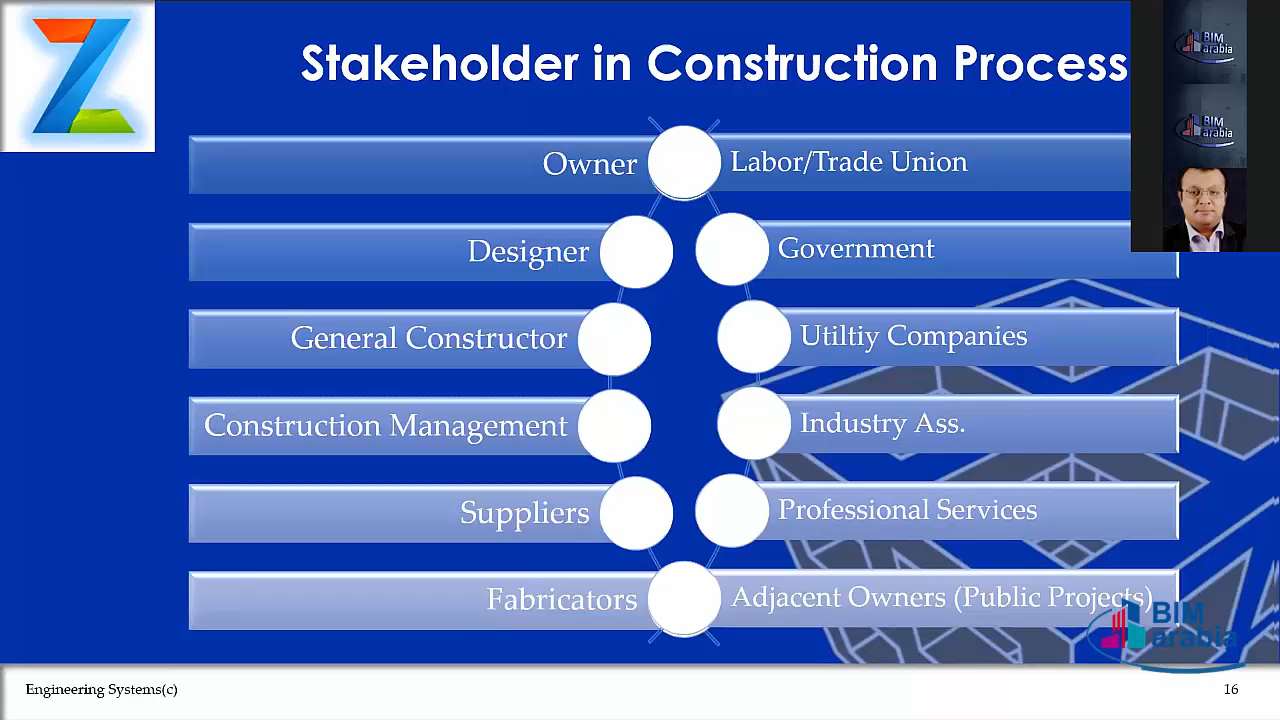 Stakeholder in Construction Process
BIM
arabia
BIM
arabia
Owner
Labor/Trade Union
Designer
Government
General Constructor
Utiltiy Companies
Construction Management
Industry Ass.
Suppliers
Professional Services
Fabricators
Adjacent Owners (Public Projects)
BIM
arabia
Engineering Systems(c)
16